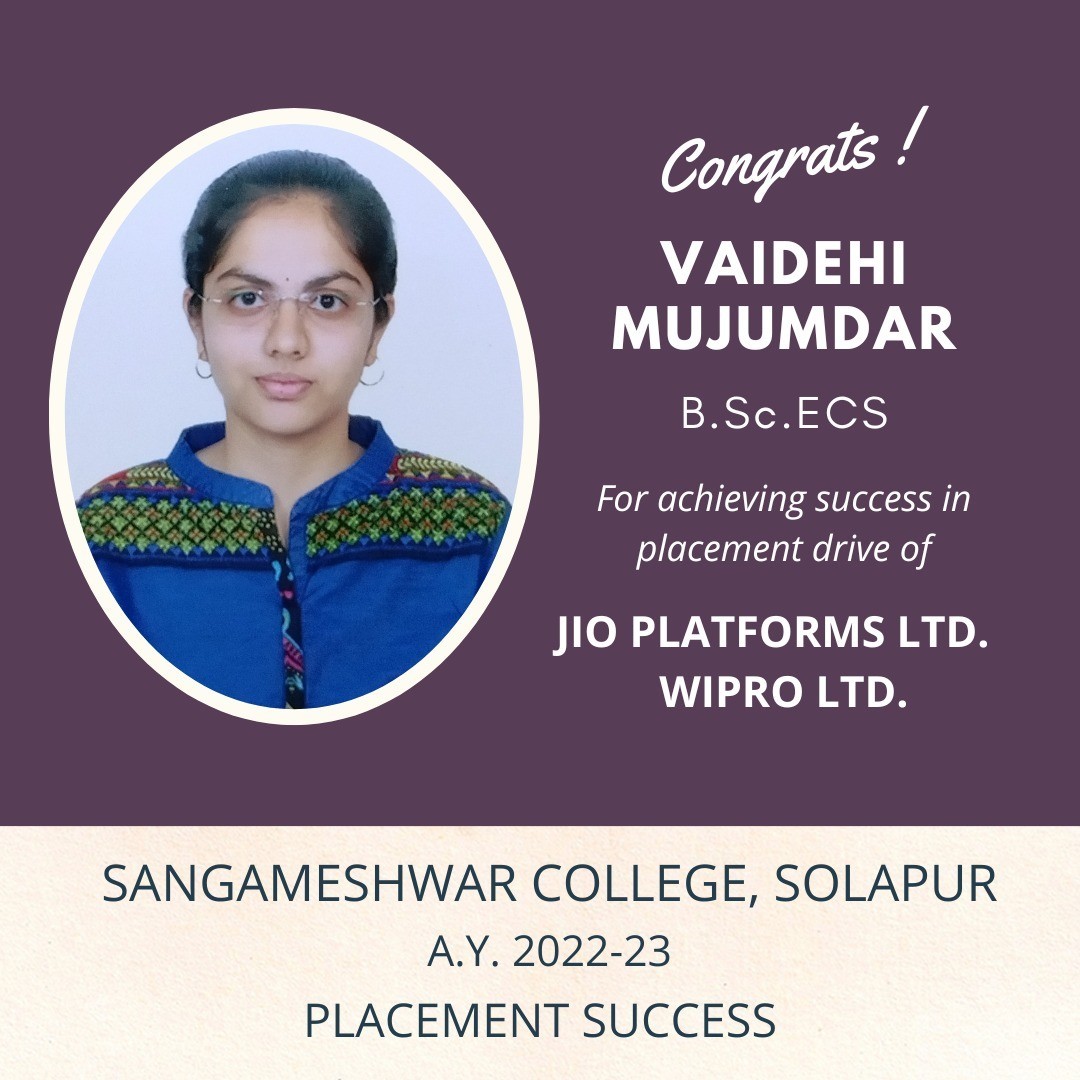 Congrats !
VAIDEHI
MUJUMDAR
B.Sc.ECS
For achieving success in
placement drive of
JIO PLATFORMS LTD.
WIPRO LTD.
SANGAMESHWAR COLLEGE, SOLAPUR
A.Y. 2022-23
PLACEMENT SUCCESS